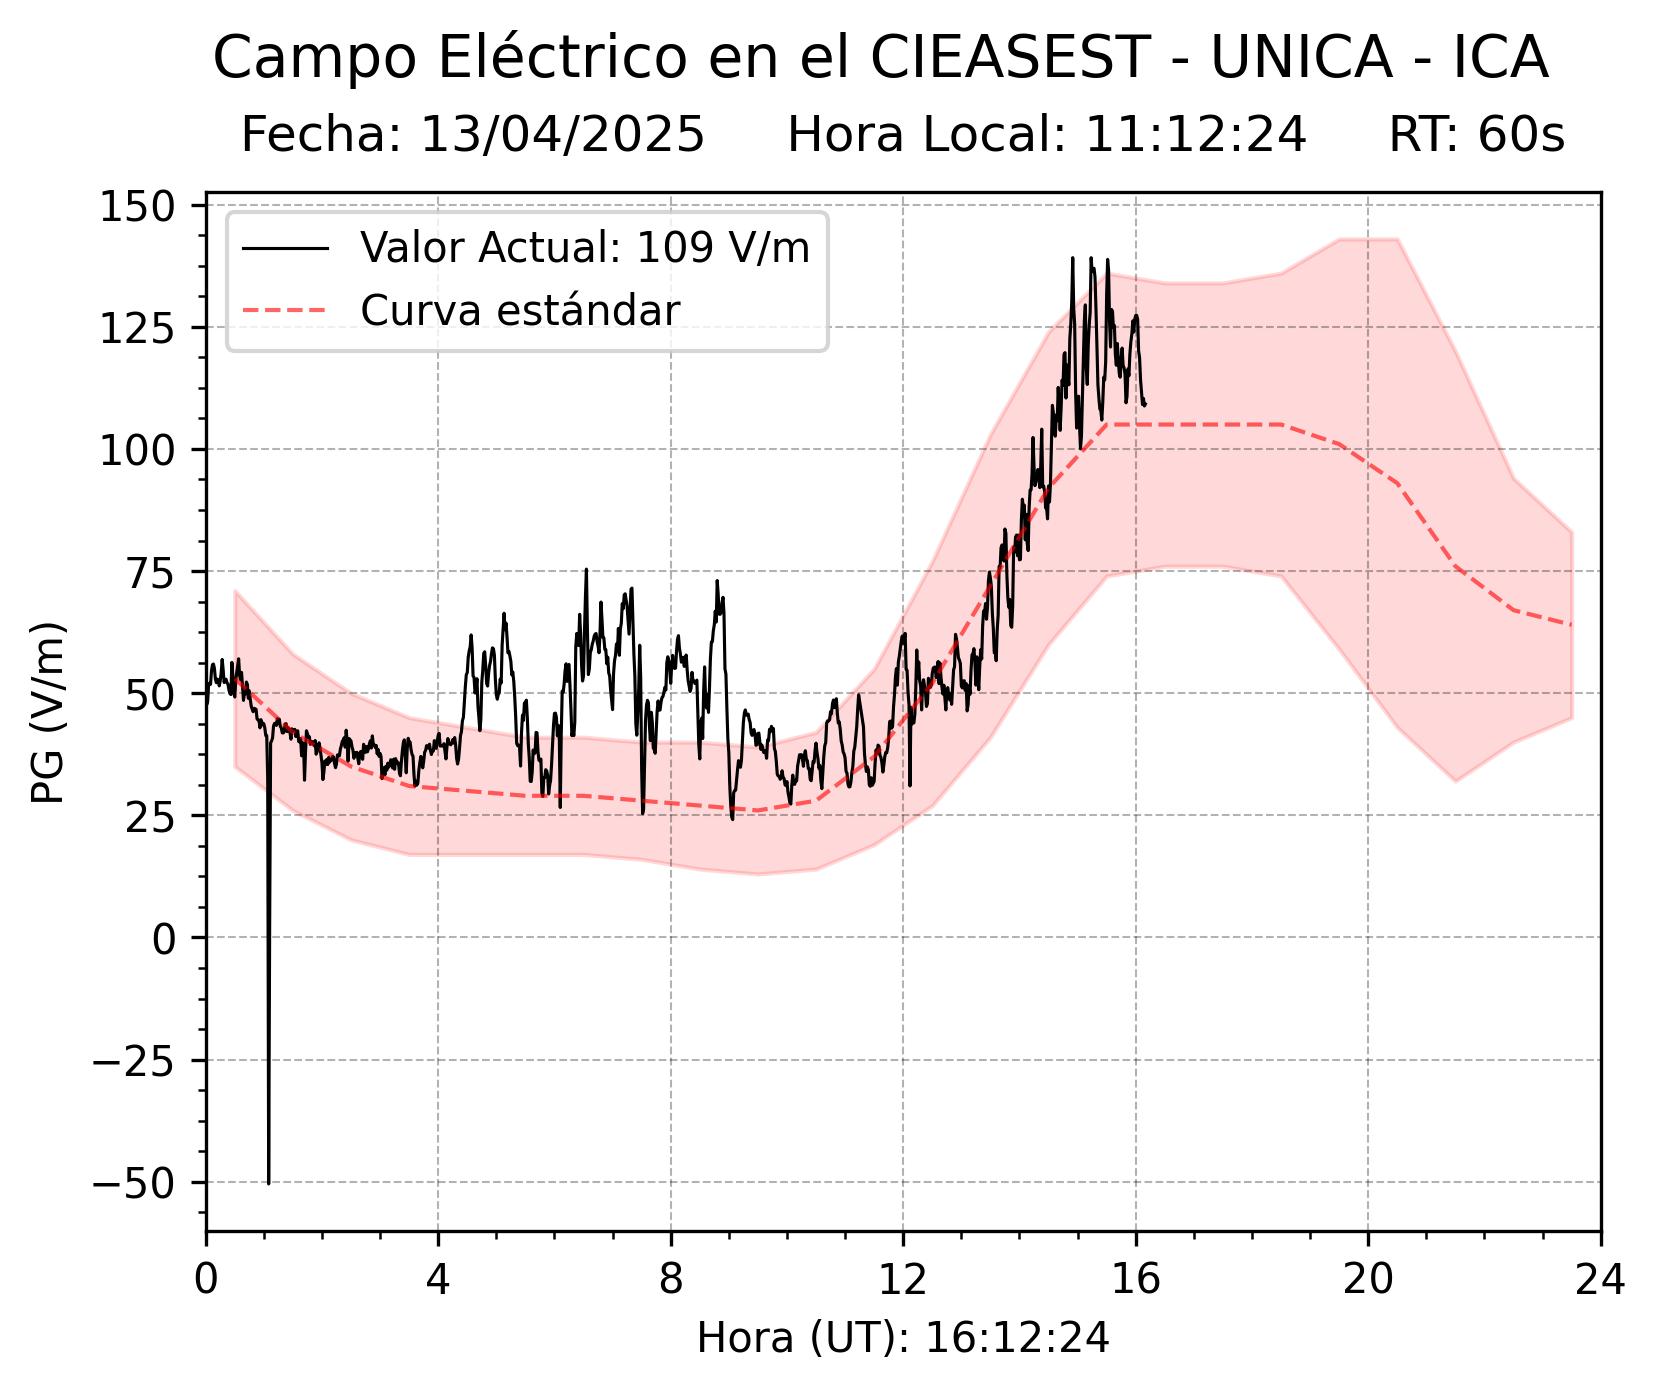 Campo Eléctrico en el CIEASEST - UNICA - ICA
Fecha: 13/04/2025 Hora Local: 11:12:24 RT: 60s
Valor Actual: 109 V/m
Curva estándar
PG (V/m)
150
125
100
75
50
25
0
−25
−50
0 4 8 12 16 20 24
Hora (UT): 16:12:24